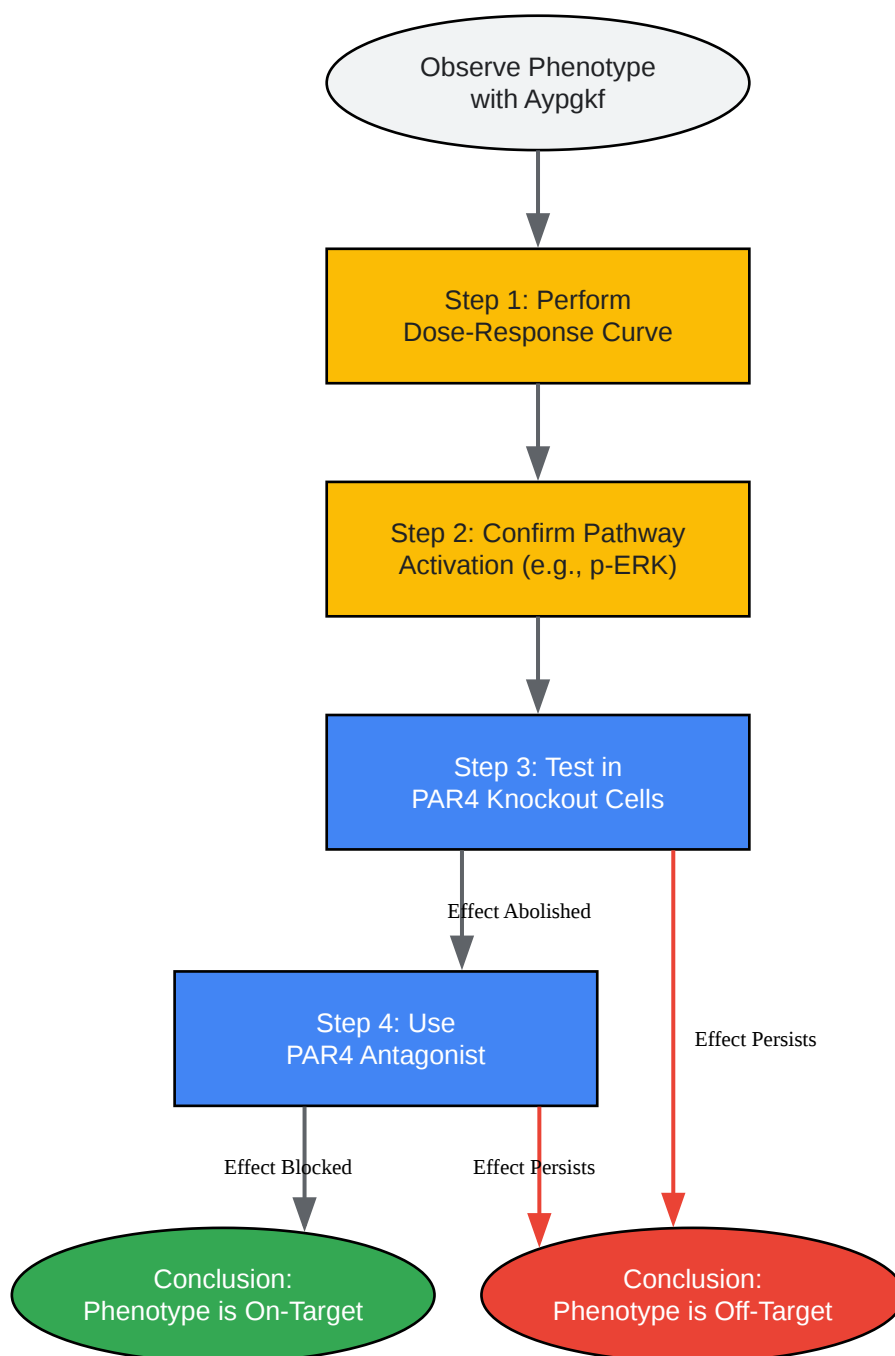 Observe Phenotype
with Aypgkf
Step 1: Perform
Dose-Response Curve
Step 2: Confirm Pathway
Activation (e.g., p-ERK)
Step 3: Test in
PAR4 Knockout Cells
Effect Abolished
Step 4: Use
PAR4 Antagonist
Effect Persists
Effect Blocked
Effect Persists
Conclusion:
Phenotype is On-Target
Conclusion:
Phenotype is Off-Target